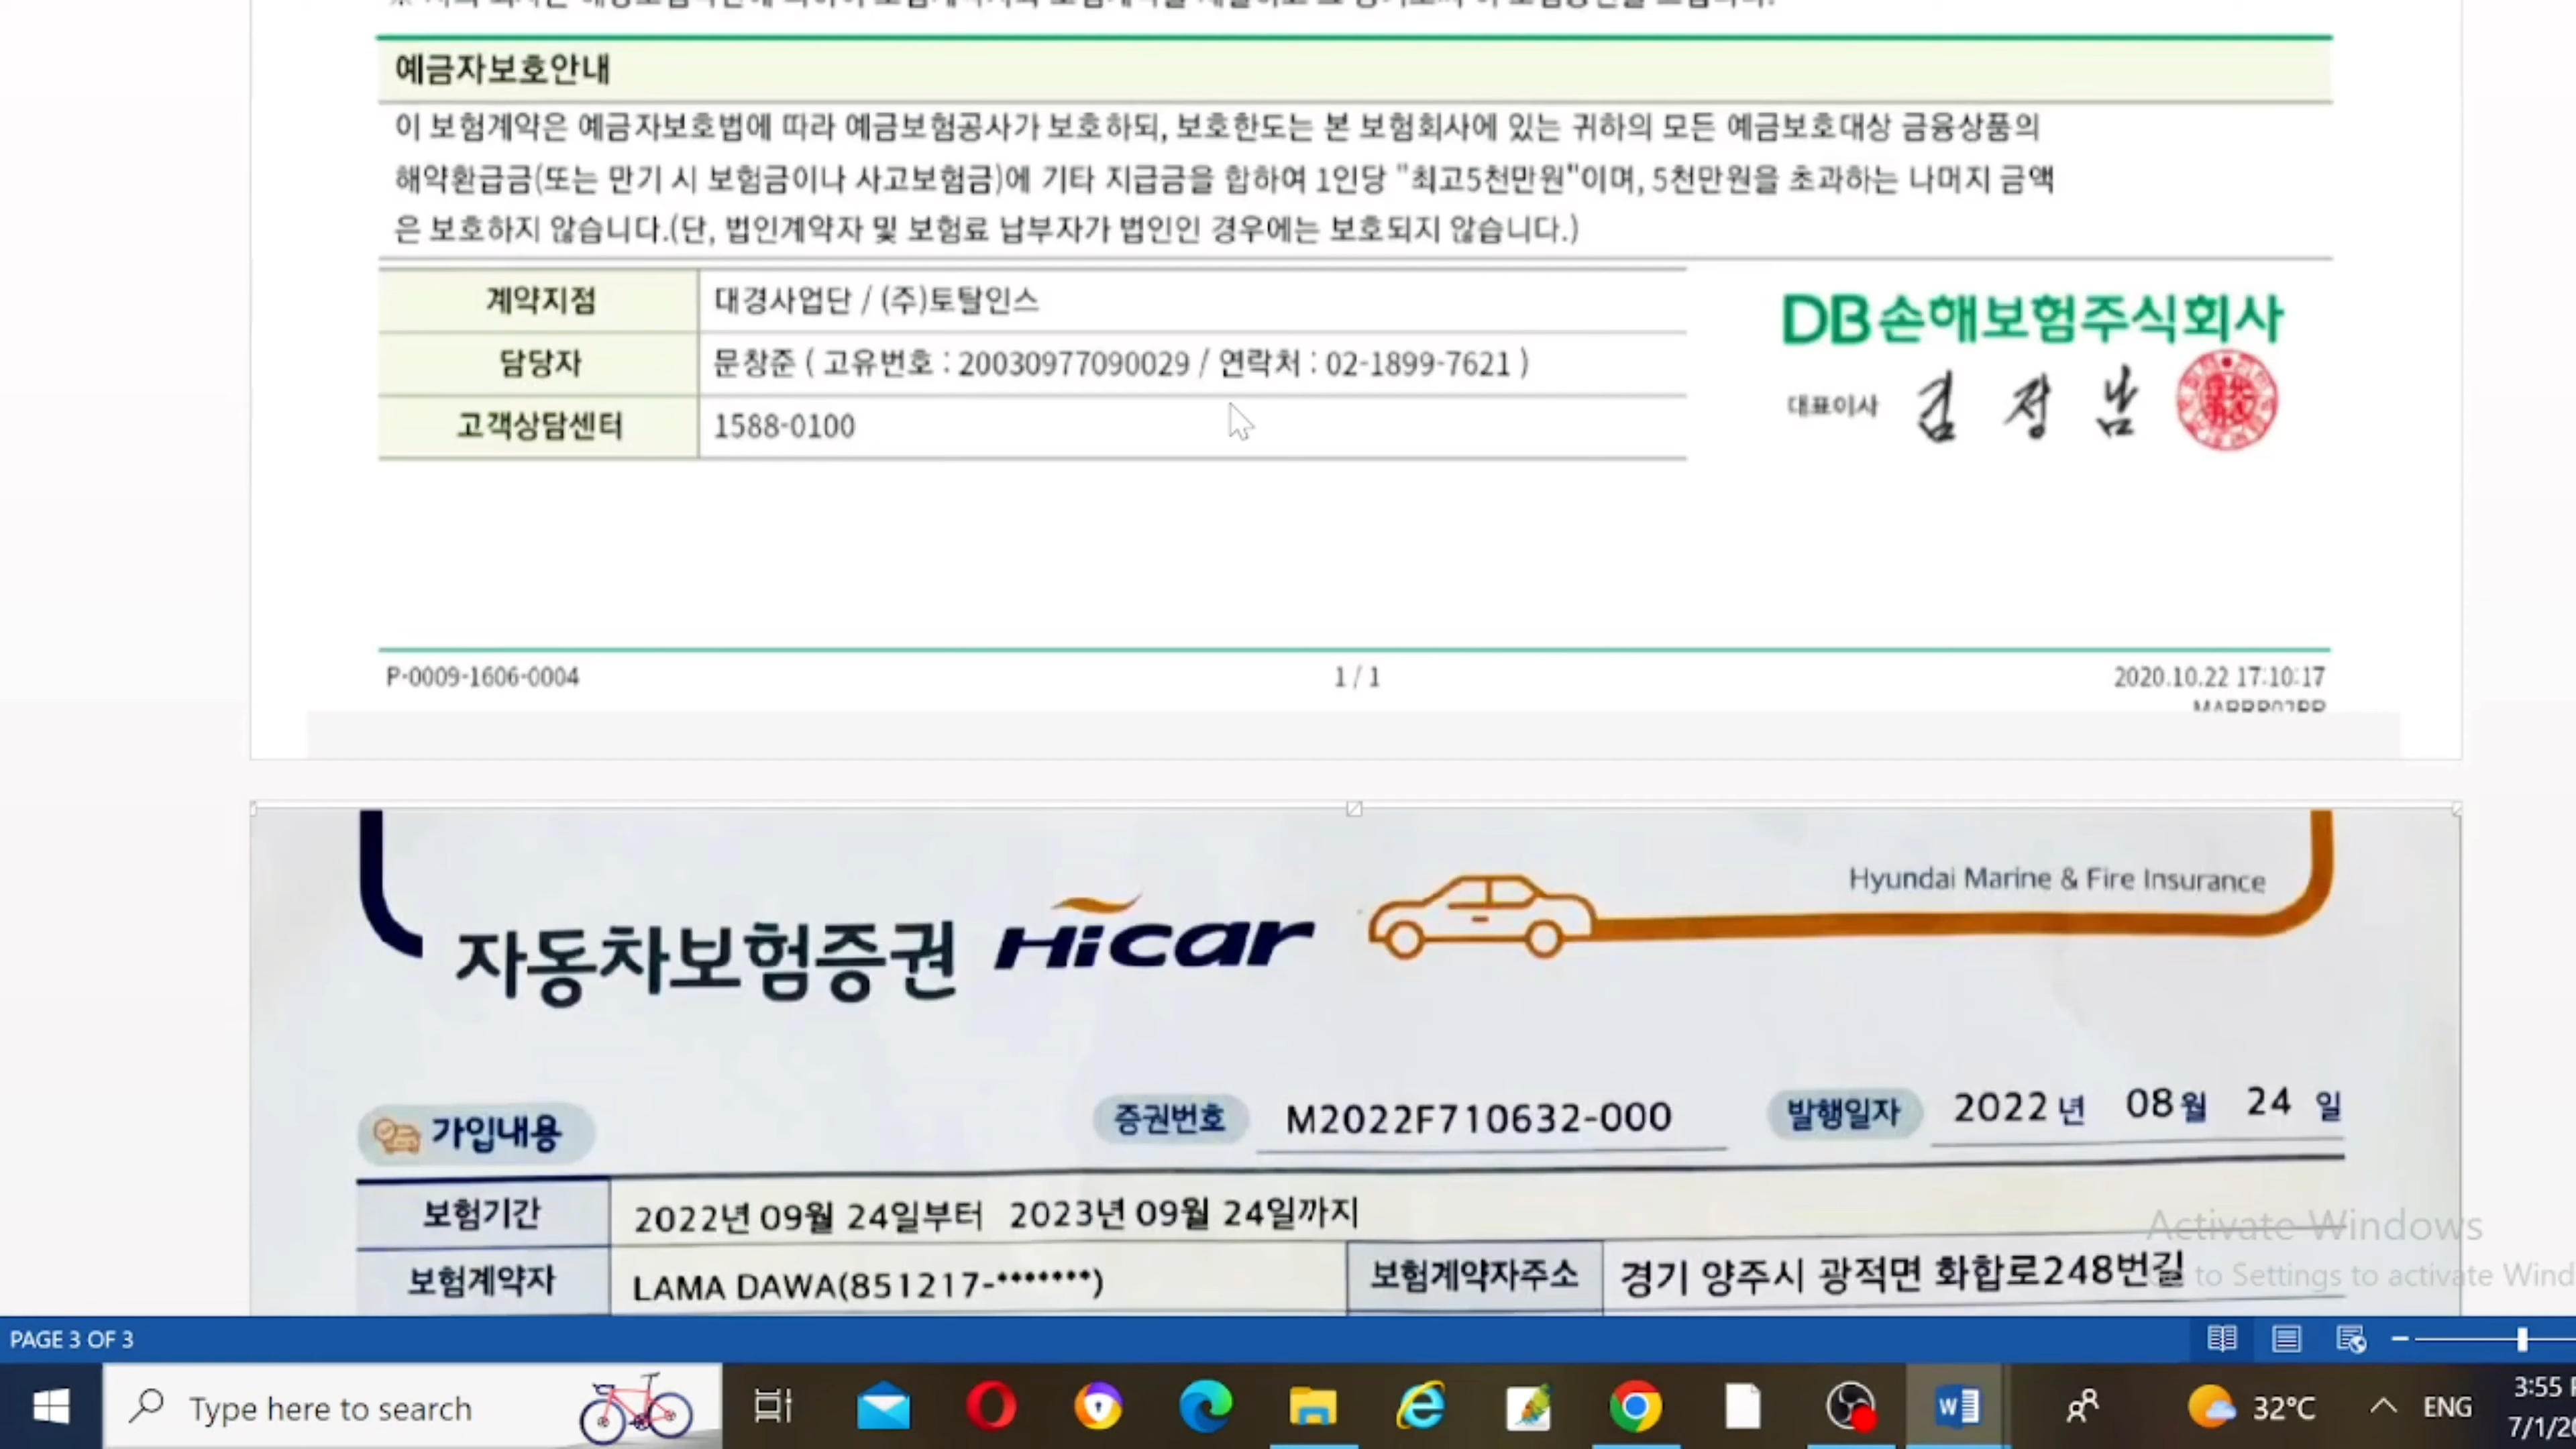 예금자보호안내
이 보험계약은 예금자보호법에 따라 예금보험공사가 보호하되, 보호한도는 본 보험회사에 있는 귀하의 모든 예금보호대상 금융상품의
해약환급금(또는 만기 시 보험금이나 사고보험금)에 기타 지급금을 합하여 1인당 "최고5천만원"이며, 5천만원을 초과하는 나머지 금액
은 보호하지 않습니다.(단, 법인계약자 및 보험료 납부자가 법인인 경우에는 보호되지 않습니다.)
계약지점 대경사업단 / (주)토탈인스
담당자 문창준 ( 고유번호 : 20030977090029 / 연락처 : 02-1899-7621 )
고객상담센터 1588-0100
DB손해보험주식회사
대표이사 김 정 남
P-0009-1606-0004 1 / 1 2020.10.22 17:10:17
Hyundai Marine & Fire Insurance
자동차보험증권 Hicar
가입내용 증권번호 M2022F710632-000 발행일자 2022 년 08 월 24 일
보험기간 2022년 09월 24일부터 2023년 09월 24일까지
보험계약자 LAMA DAWA(851217-*******) 보험계약자주소 경기 양주시 광적면 화합로248번길
Activate Windows
to Settings to activate Wind
PAGE 3 OF 3
Type here to search
32°C ENG
3:55
7/1/2